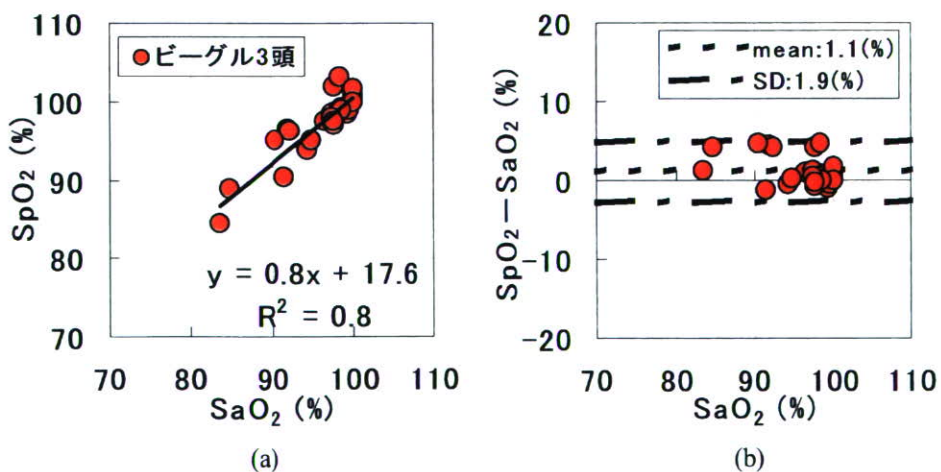 110
100
90
80
70
SpO₂ (%)
ビーグル3頭
y = 0.8x + 17.6
R² = 0.8
70 80 90 100 110
SaO₂ (%)
(a)
20
10
0
-10
-20
SpO₂−SaO₂ (%)
mean:1.1(%)
SD:1.9(%)
70 80 90 100 110
SaO₂ (%)
(b)